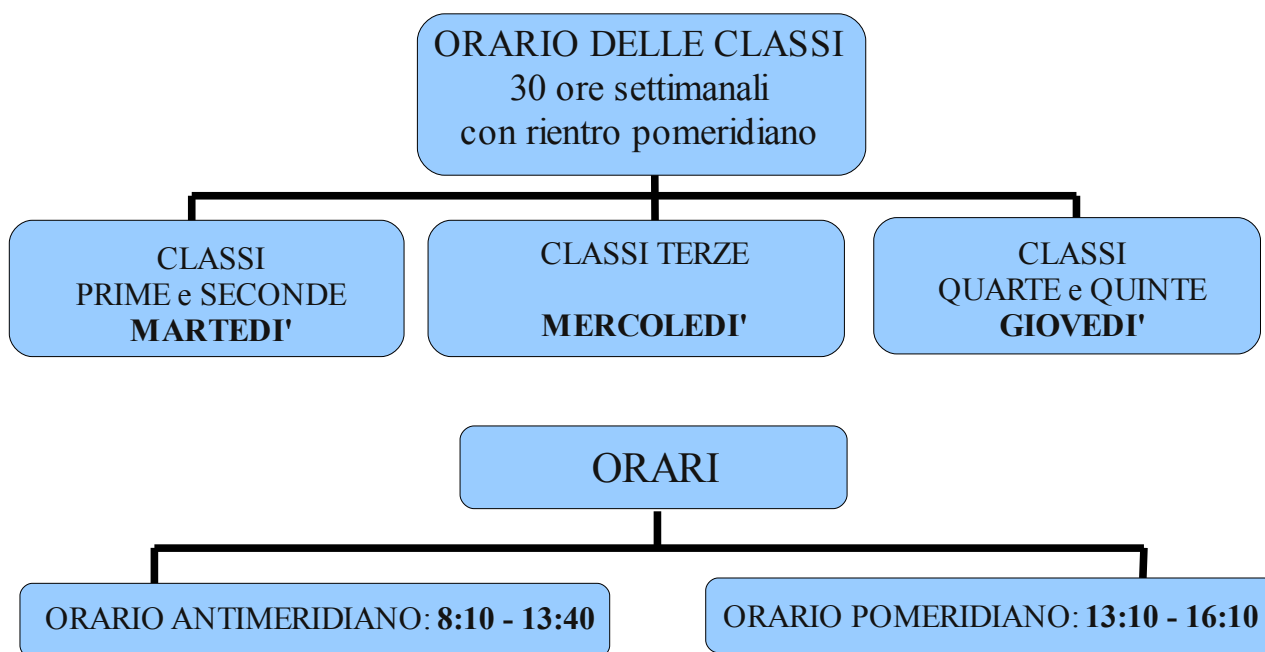 ORARIO DELLE CLASSI
30 ore settimanali
con rientro pomeridiano
CLASSI
PRIME e SECONDE
MARTEDI'
CLASSI TERZE
MERCOLEDI'
CLASSI
QUARTE e QUINTE
GIOVEDI'
ORARI
ORARIO ANTIMERIDIANO: 8:10 - 13:40
ORARIO POMERIDIANO: 13:10 - 16:10